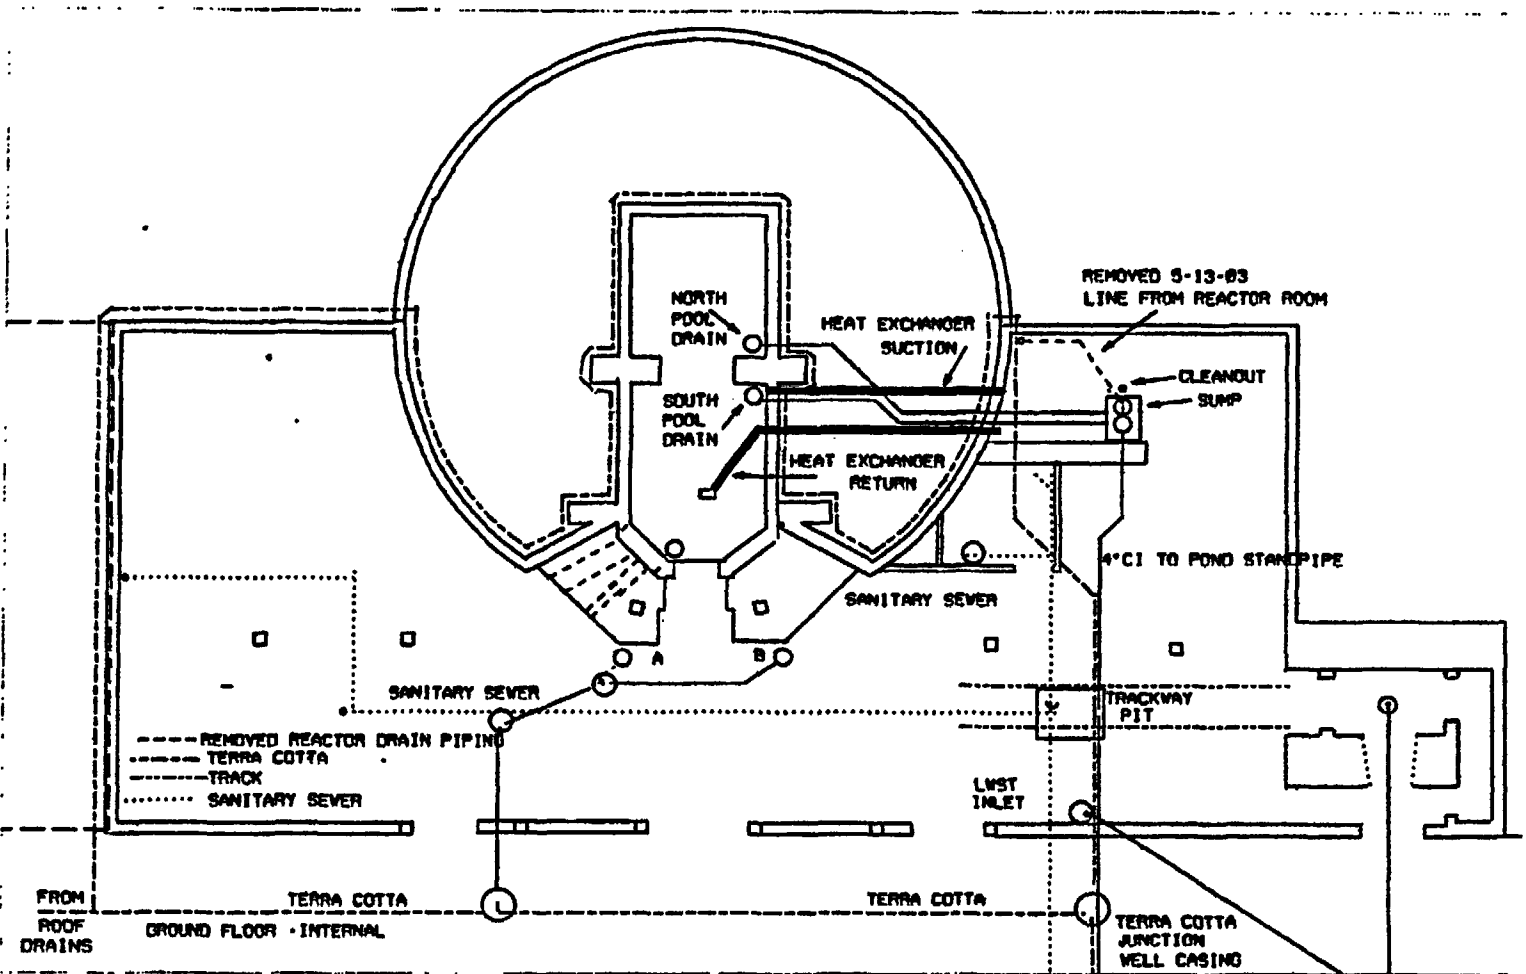 REMOVED 5-13-83
LINE FROM REACTOR ROOM
NORTH
POOL
DRAIN
HEAT EXCHANGER
SUCTION
CLEANOUT
SUMP
SOUTH
POOL
DRAIN
HEAT EXCHANGER
RETURN
4"CI TO POND STANDPIPE
SANITARY SEWER
A
B
SANITARY SEWER
TRACKWAY
PIT
REMOVED REACTOR DRAIN PIPING
TERRA COTTA
TRACK
SANITARY SEWER
LWST
INLET
FROM
ROOF
DRAINS
TERRA COTTA
TERRA COTTA
GROUND FLOOR - INTERNAL
TERRA COTTA
JUNCTION
WELL CASING
L